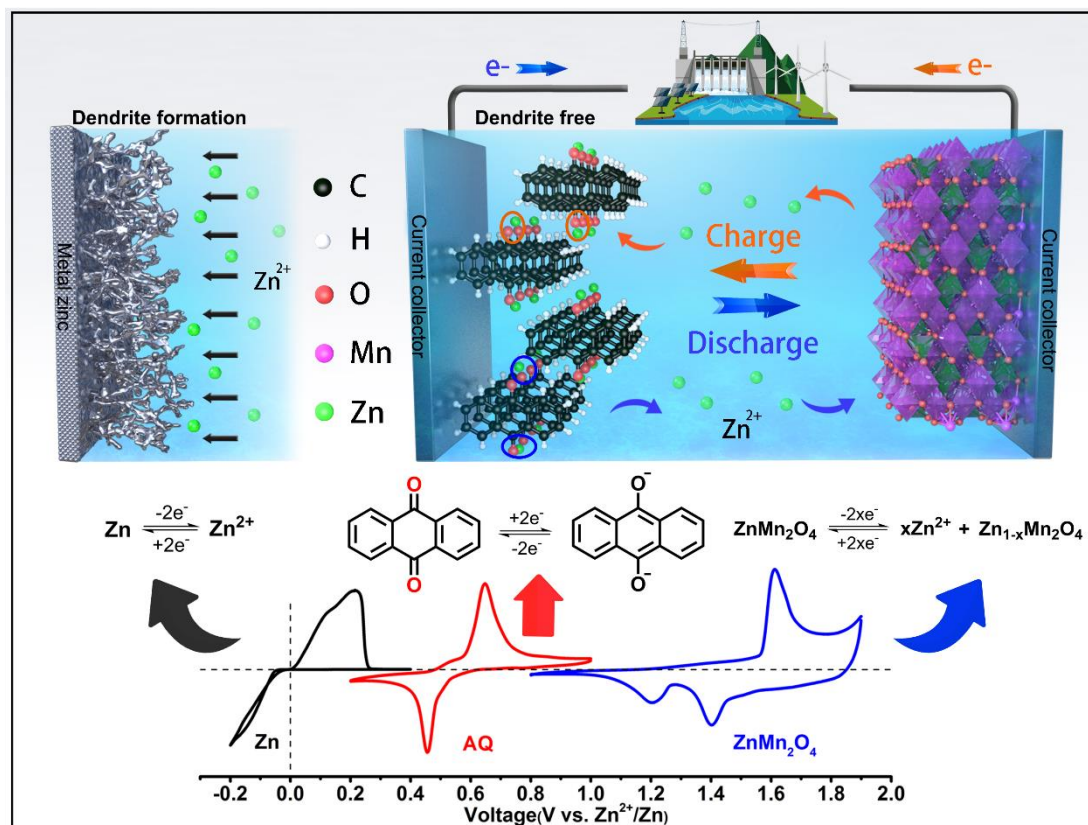 e- e-
Dendrite formation
Dendrite free
C
H
O
Mn
Zn
Metal zinc
Zn²⁺
Current collector
Charge
Discharge
Zn²⁺
Current collector
Zn -2e⁻ +2e⁻ Zn²⁺
O
O
+2e⁻
-2e⁻
O⁻
O⁻
ZnMn₂O₄ -2xe⁻ +2xe⁻ xZn²⁺ + Zn₁₋ₓMn₂O₄
Zn
AQ
ZnMn₂O₄
-0.2 0.0 0.2 0.4 0.6 0.8 1.0 1.2 1.4 1.6 1.8 2.0
Voltage(V vs. Zn²⁺/Zn)